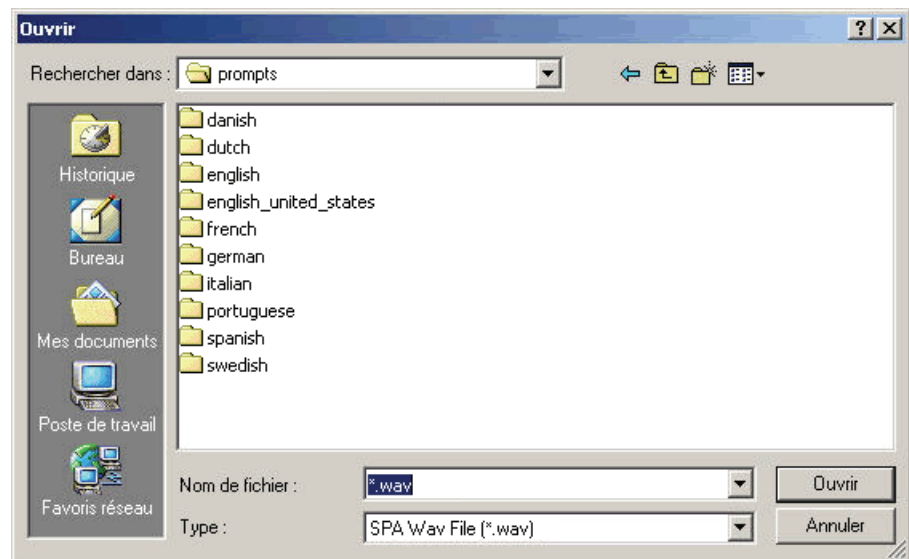 Ouvrir
Rechercher dans : prompts
Historique
Bureau
Mes documents
Poste de travail
Favoris réseau
danish
dutch
english
english_united_states
french
german
italian
portuguese
spanish
swedish
Nom de fichier : *.wav Ouvrir
Type : SPA Wav File (*.wav) Annuler